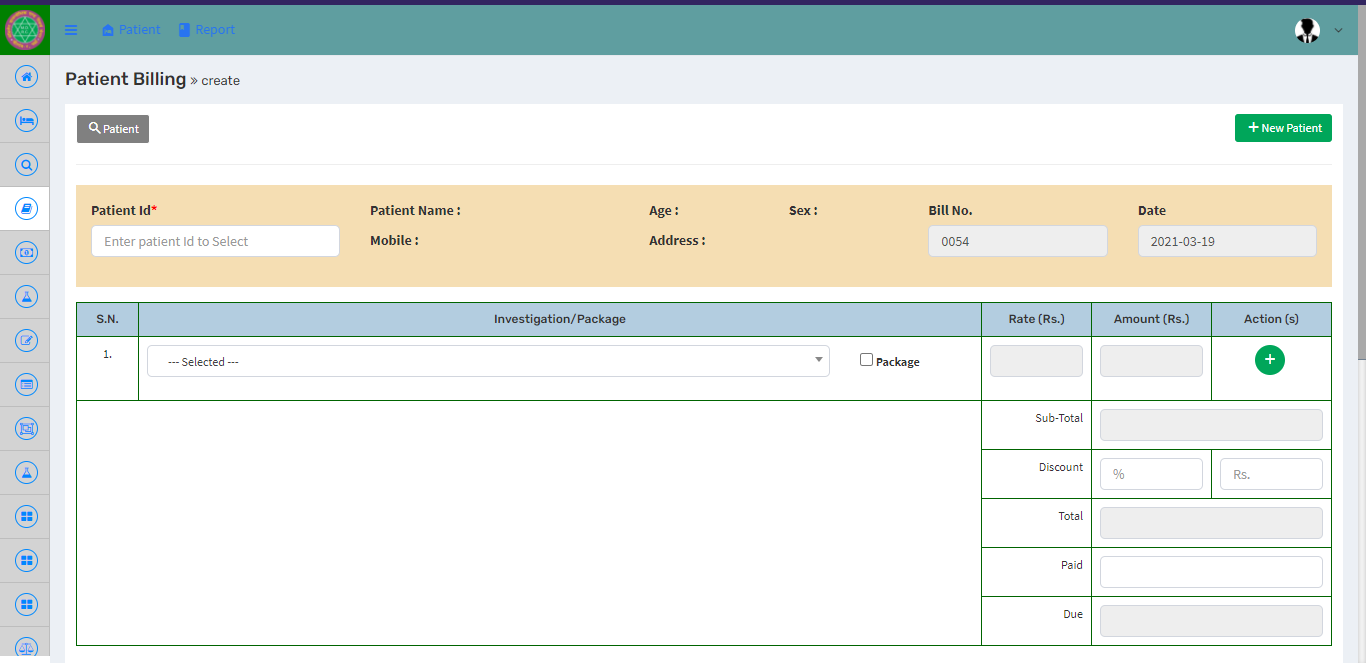 Patient Report
Patient Billing » create
Patient
+ New Patient
Patient Id* Patient Name : Age : Sex : Bill No. Date
Enter patient Id to Select Mobile : Address : 0054 2021-03-19
S.N. Investigation/Package Rate (Rs.) Amount (Rs.) Action (s)
1. --- Selected --- Package +
Sub-Total
Discount % Rs.
Total
Paid
Due